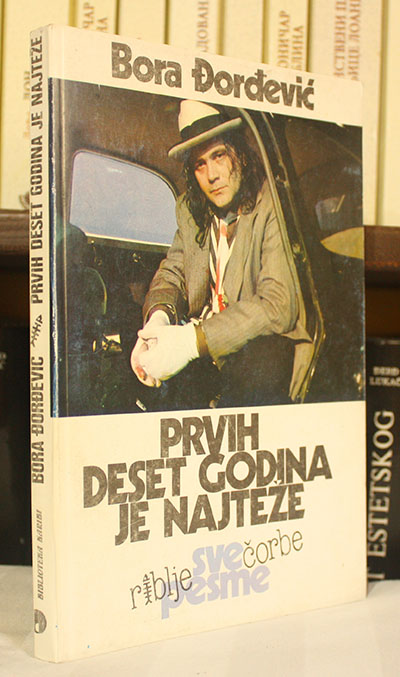 Bora Đorđević
PRVIH
DESET GODINA
JE NAJTEŽE
sve
riblje čorbe
pesme
BIBLIOTEKA BORA ĐORĐEVIĆ PRVIH DESET GODINA JE NAJTEŽE
ESTETSKOG